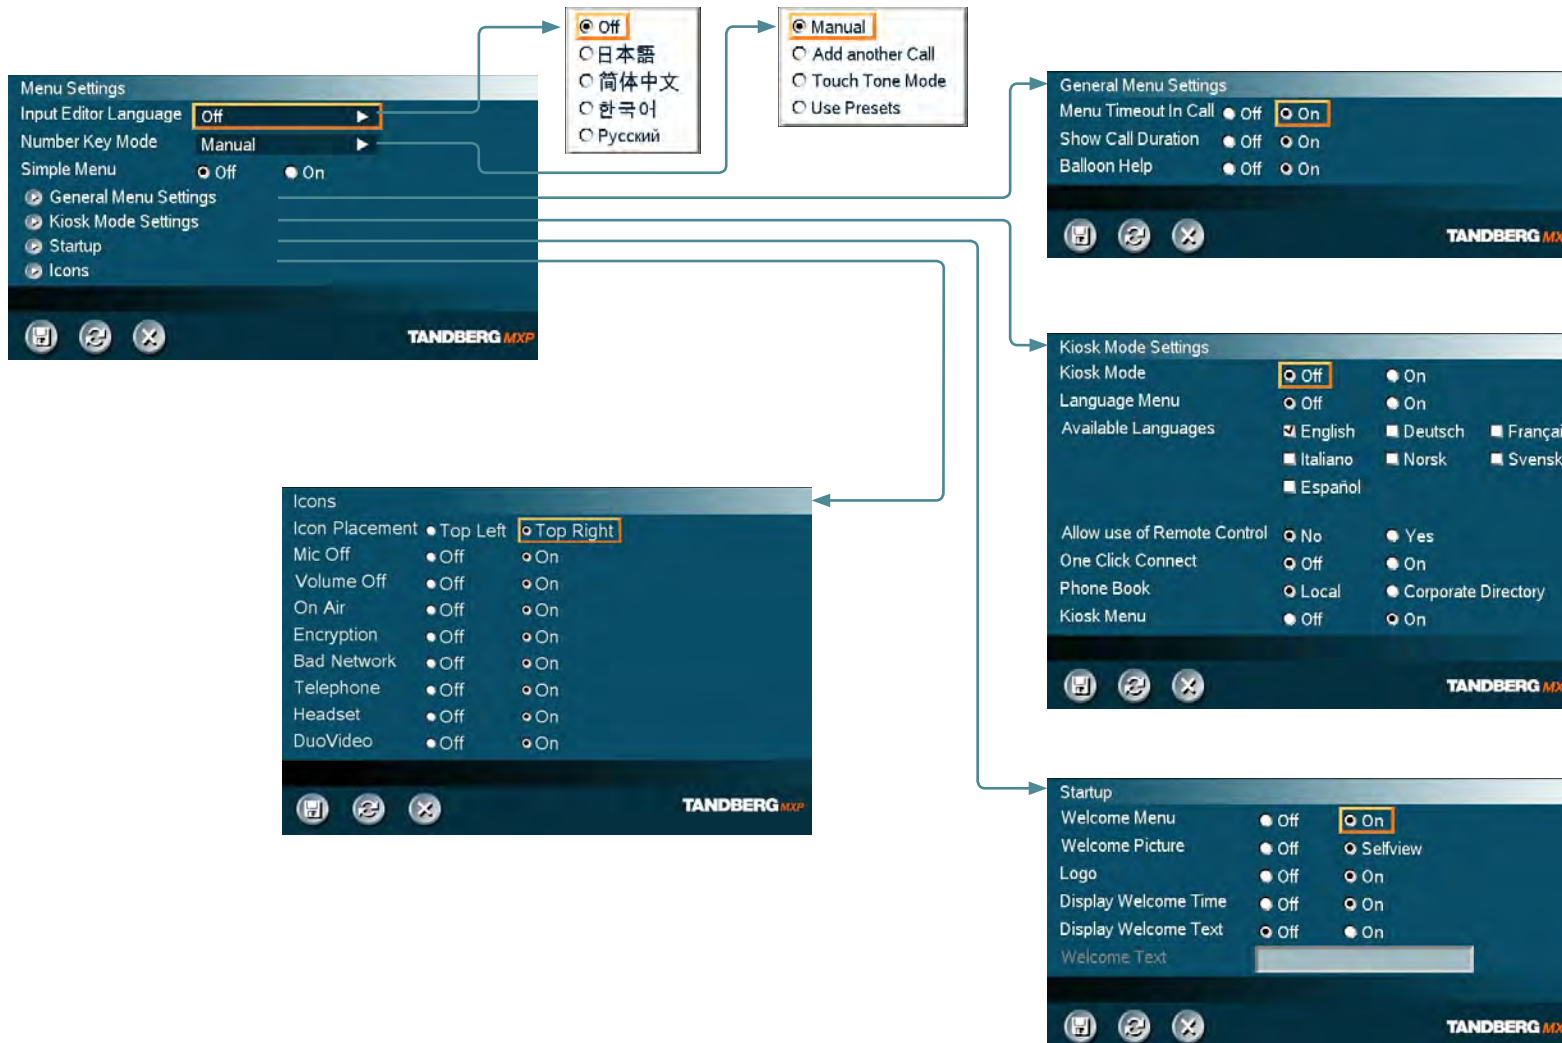 Off
日本語
简体中文
한국어
Русский
Manual
Add another Call
Touch Tone Mode
Use Presets
Menu Settings
Input Editor Language Off
Number Key Mode Manual
Simple Menu Off On
General Menu Settings
Kiosk Mode Settings
Startup
Icons
TANDBERG MXP
General Menu Settings
Menu Timeout In Call Off On
Show Call Duration Off On
Balloon Help Off On
TANDBERG MX
Kiosk Mode Settings
Kiosk Mode Off On
Language Menu Off On
Available Languages English Deutsch Françai
Italiano Norsk Svensk
Español
Allow use of Remote Control No Yes
One Click Connect Off On
Phone Book Local Corporate Directory
Kiosk Menu Off On
TANDBERG MX
Icons
Icon Placement Top Left Top Right
Mic Off Off On
Volume Off Off On
On Air Off On
Encryption Off On
Bad Network Off On
Telephone Off On
Headset Off On
DuoVideo Off On
TANDBERG MXP
Startup
Welcome Menu Off On
Welcome Picture Off Selfview
Logo Off On
Display Welcome Time Off On
Display Welcome Text Off On
Welcome Text
TANDBERG MX